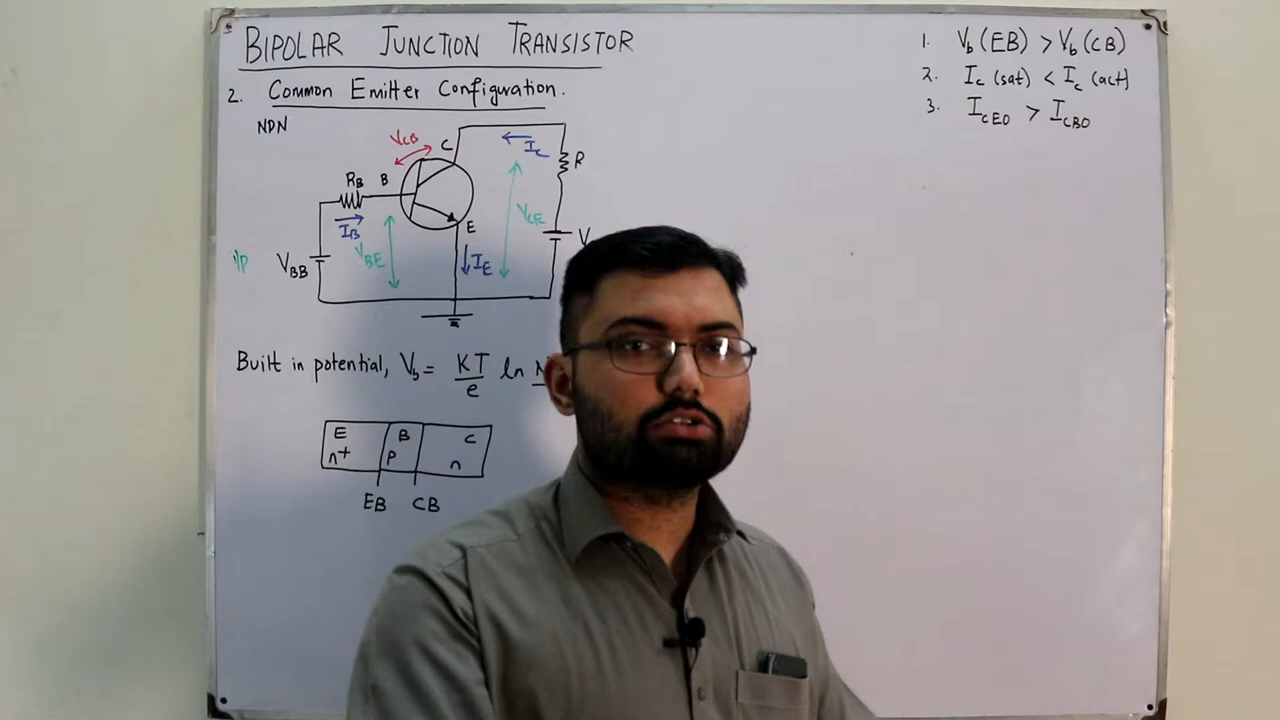 BIPOLAR JUNCTION TRANSISTOR
2. Common Emitter Configuration.
NPN
VCB
C
IC
R
RB
B
E
IB
VBE
VCE
IE
V
I/P
VBB
Built in potential, Vb = KT/e ln N
E
B
C
n+
P
n
EB
CB
1. Vb (EB) > Vb (CB)
2. Ic (sat) < Ic (act)
3. ICEO > ICBO